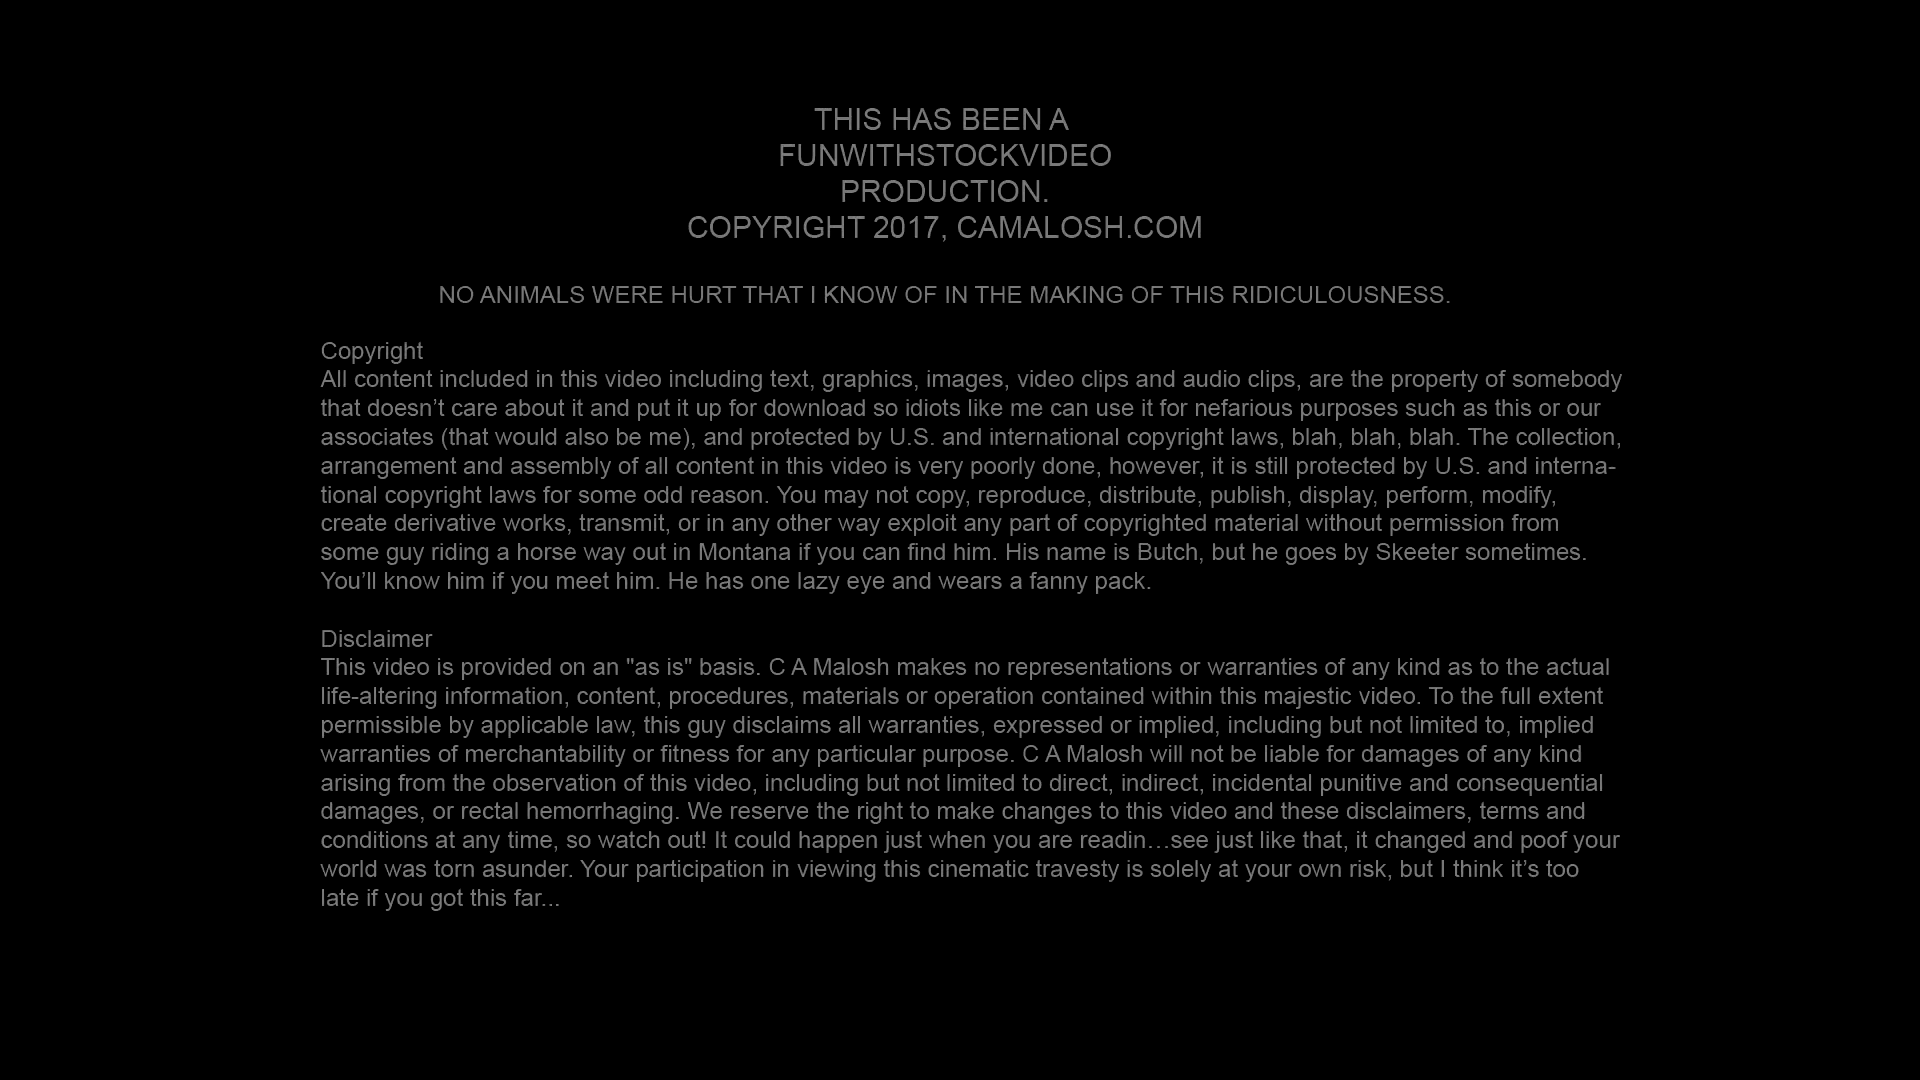 THIS HAS BEEN A
FUNWITHSTOCKVIDEO
PRODUCTION.
COPYRIGHT 2017, CAMALOSH.COM
NO ANIMALS WERE HURT THAT I KNOW OF IN THE MAKING OF THIS RIDICULOUSNESS.
Copyright
All content included in this video including text, graphics, images, video clips and audio clips, are the property of somebody
that doesn’t care about it and put it up for download so idiots like me can use it for nefarious purposes such as this or our
associates (that would also be me), and protected by U.S. and international copyright laws, blah, blah, blah. The collection,
arrangement and assembly of all content in this video is very poorly done, however, it is still protected by U.S. and interna-
tional copyright laws for some odd reason. You may not copy, reproduce, distribute, publish, display, perform, modify,
create derivative works, transmit, or in any other way exploit any part of copyrighted material without permission from
some guy riding a horse way out in Montana if you can find him. His name is Butch, but he goes by Skeeter sometimes.
You’ll know him if you meet him. He has one lazy eye and wears a fanny pack.
Disclaimer
This video is provided on an "as is" basis. C A Malosh makes no representations or warranties of any kind as to the actual
life-altering information, content, procedures, materials or operation contained within this majestic video. To the full extent
permissible by applicable law, this guy disclaims all warranties, expressed or implied, including but not limited to, implied
warranties of merchantability or fitness for any particular purpose. C A Malosh will not be liable for damages of any kind
arising from the observation of this video, including but not limited to direct, indirect, incidental punitive and consequential
damages, or rectal hemorrhaging. We reserve the right to make changes to this video and these disclaimers, terms and
conditions at any time, so watch out! It could happen just when you are readin…see just like that, it changed and poof your
world was torn asunder. Your participation in viewing this cinematic travesty is solely at your own risk, but I think it’s too
late if you got this far...